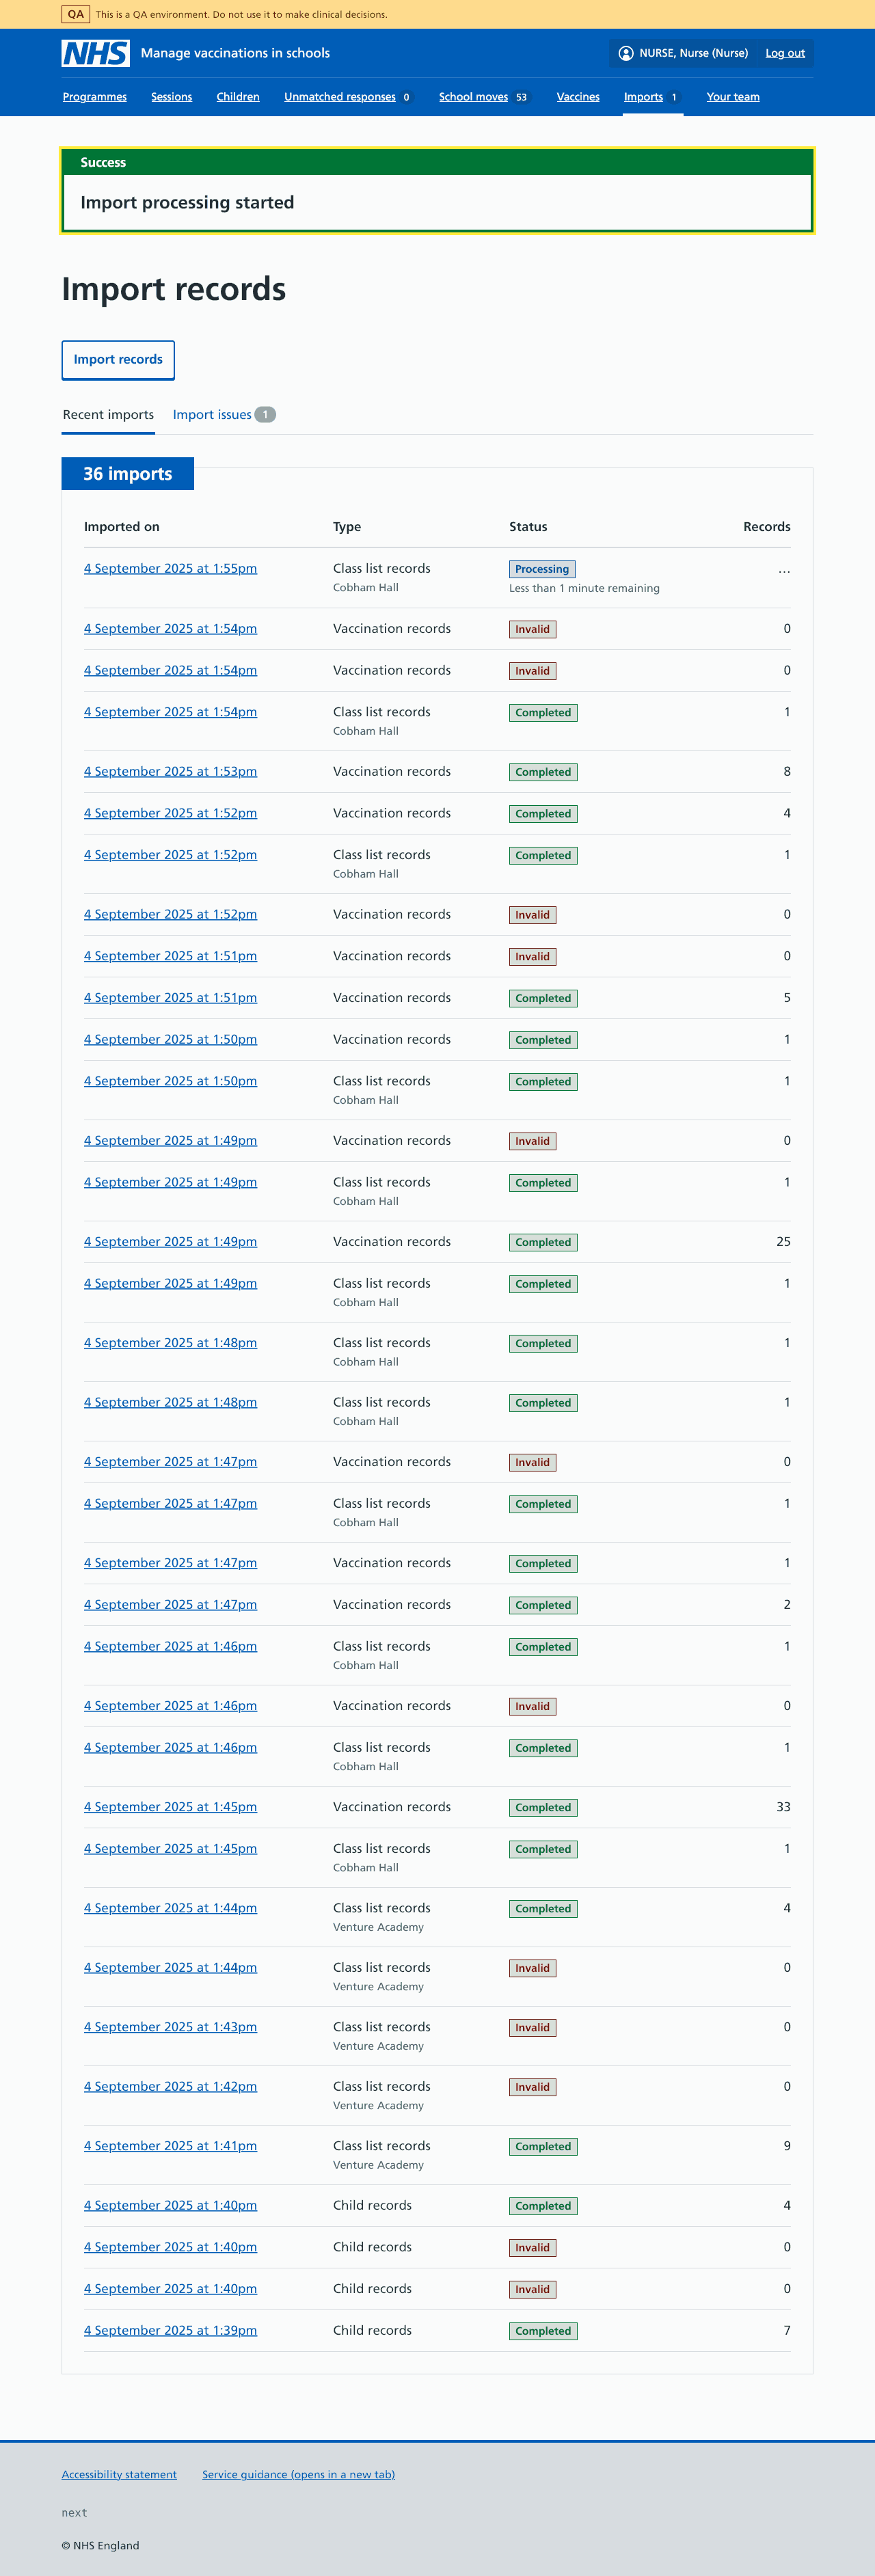 QA This is a QA environment. Do not use it to make clinical decisions.
NHS Manage vaccinations in schools NURSE, Nurse (Nurse) Log out
Programmes Sessions Children Unmatched responses 0 School moves 53 Vaccines Imports 1 Your team
Success
Import processing started
Import records
Import records
Recent imports Import issues 1
36 imports
Imported on Type Status Records
4 September 2025 at 1:55pm Class list records Processing ...
Cobham Hall Less than 1 minute remaining
4 September 2025 at 1:54pm Vaccination records Invalid 0
4 September 2025 at 1:54pm Vaccination records Invalid 0
4 September 2025 at 1:54pm Class list records Completed 1
Cobham Hall
4 September 2025 at 1:53pm Vaccination records Completed 8
4 September 2025 at 1:52pm Vaccination records Completed 4
4 September 2025 at 1:52pm Class list records Completed 1
Cobham Hall
4 September 2025 at 1:52pm Vaccination records Invalid 0
4 September 2025 at 1:51pm Vaccination records Invalid 0
4 September 2025 at 1:51pm Vaccination records Completed 5
4 September 2025 at 1:50pm Vaccination records Completed 1
4 September 2025 at 1:50pm Class list records Completed 1
Cobham Hall
4 September 2025 at 1:49pm Vaccination records Invalid 0
4 September 2025 at 1:49pm Class list records Completed 1
Cobham Hall
4 September 2025 at 1:49pm Vaccination records Completed 25
4 September 2025 at 1:49pm Class list records Completed 1
Cobham Hall
4 September 2025 at 1:48pm Class list records Completed 1
Cobham Hall
4 September 2025 at 1:48pm Class list records Completed 1
Cobham Hall
4 September 2025 at 1:47pm Vaccination records Invalid 0
4 September 2025 at 1:47pm Class list records Completed 1
Cobham Hall
4 September 2025 at 1:47pm Vaccination records Completed 1
4 September 2025 at 1:47pm Vaccination records Completed 2
4 September 2025 at 1:46pm Class list records Completed 1
Cobham Hall
4 September 2025 at 1:46pm Vaccination records Invalid 0
4 September 2025 at 1:46pm Class list records Completed 1
Cobham Hall
4 September 2025 at 1:45pm Vaccination records Completed 33
4 September 2025 at 1:45pm Class list records Completed 1
Cobham Hall
4 September 2025 at 1:44pm Class list records Completed 4
Venture Academy
4 September 2025 at 1:44pm Class list records Invalid 0
Venture Academy
4 September 2025 at 1:43pm Class list records Invalid 0
Venture Academy
4 September 2025 at 1:42pm Class list records Invalid 0
Venture Academy
4 September 2025 at 1:41pm Class list records Completed 9
Venture Academy
4 September 2025 at 1:40pm Child records Completed 4
4 September 2025 at 1:40pm Child records Invalid 0
4 September 2025 at 1:40pm Child records Invalid 0
4 September 2025 at 1:39pm Child records Completed 7
Accessibility statement Service guidance (opens in a new tab)
next
© NHS England